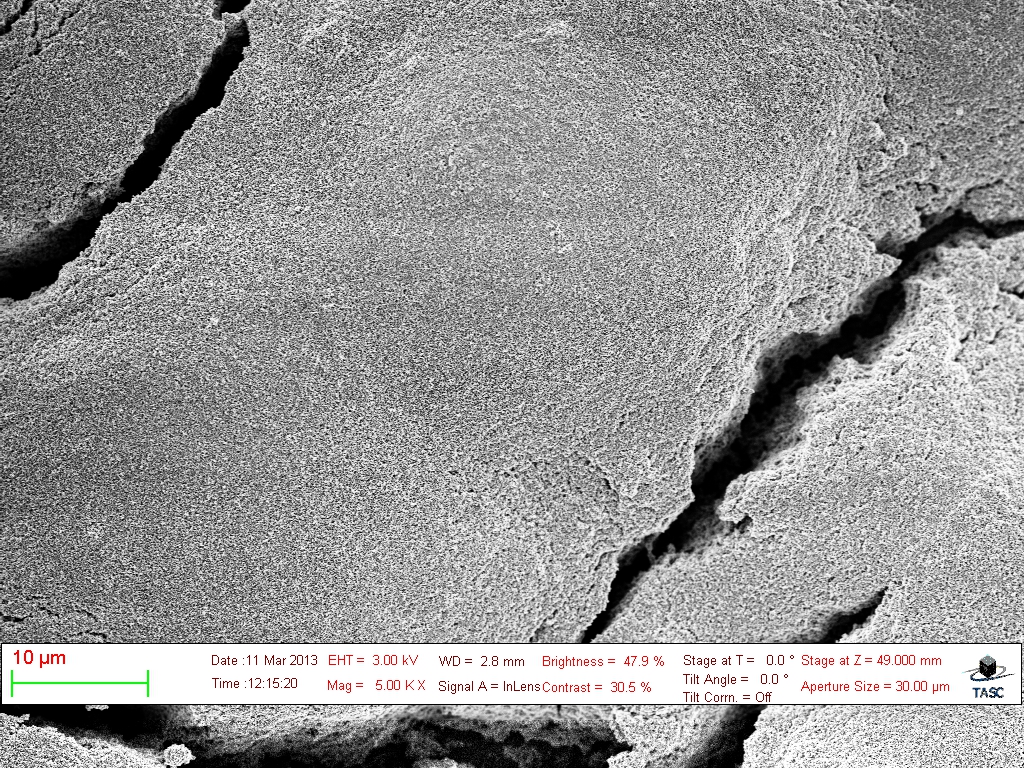 10 µm
Date :11 Mar 2013 EHT = 3.00 kV WD = 2.8 mm Brightness = 47.9 % Stage at T = 0.0 ° Stage at Z = 49.000 mm
Time :12:15:20 Mag = 5.00 K X Signal A = InLens Contrast = 30.5 % Tilt Angle = 0.0 ° Aperture Size = 30.00 µm
Tilt Corrn. = Off
TASC